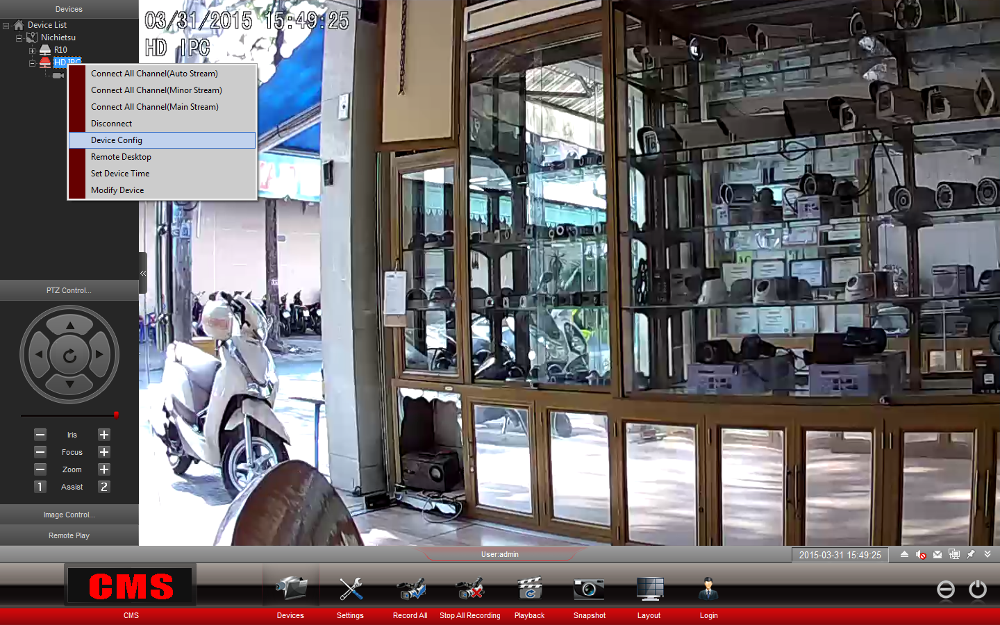 Devices
Device List
Nichietsu
R10
HD IPC
Connect All Channel(Auto Stream)
Connect All Channel(Minor Stream)
Connect All Channel(Main Stream)
Disconnect
Device Config
Remote Desktop
Set Device Time
Modify Device
03/31/2015 15:49:25
HD IPC
PTZ Control...
Iris
Focus
Zoom
1 Assist 2
Image Control...
Remote Play
User:admin
2015-03-31 15:49:25
CMS
CMS
Devices
Settings
Record All
Stop All Recording
Playback
Snapshot
Layout
Login